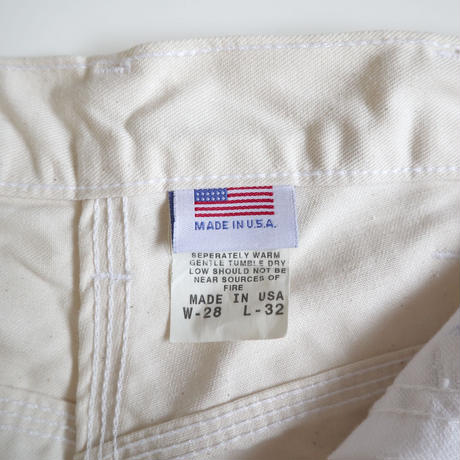 MADE IN U.S.A.
SEPERATELY WARM
GENTLE TUMBLE DRY
LOW SHOULD NOT BE
NEAR SOURCES OF
FIRE
MADE IN USA
W-28 L-32